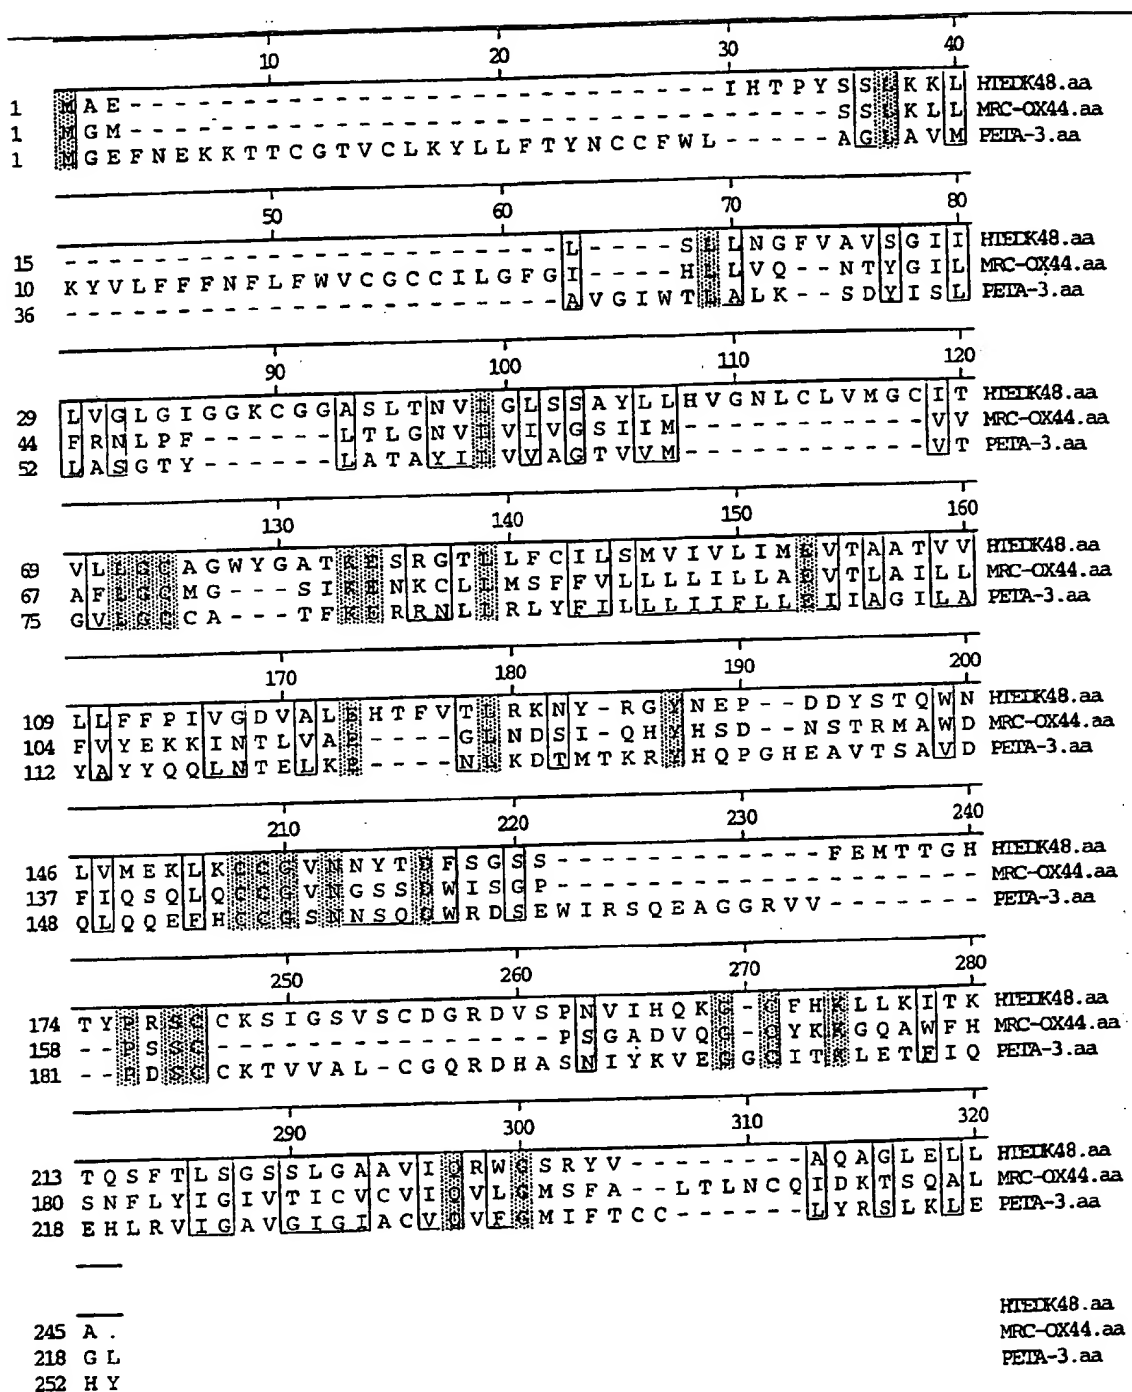 10 20 30 40
1 M A E - - - - - - - - - - - - - - - - - - - - - - - - - - I H T P Y S S L K K L HTEDK48.aa
1 M G M - - - - - - - - - - - - - - - - - - - - - - - - - - - - - - - S S L K L L MRC-OX44.aa
1 M G E F N E K K T T C G T V C L K Y L L F T Y N C C F W L - - - - - A G L A V M PETA-3.aa
50 60 70 80
15 - - - - - - - - - - - - - - - - - - - - - - L - - - - S L L N G F V A V S G I I HTEDK48.aa
10 K Y V L F F F N F L F W V C G C C I L G F G I - - - - H L L V Q - - N T Y G I L MRC-OX44.aa
36 - - - - - - - - - - - - - - - - - - - - - - A V G I W T L A L K - - S D Y I S L PETA-3.aa
90 100 110 120
29 L V G L G I G G K C G G A S L T N V L G L S S A Y L L H V G N L C L V M G C I T HTEDK48.aa
44 F R N L P F - - - - - - L T L G N V L V I V G S I I M - - - - - - - - - - - V V MRC-OX44.aa
52 L A S G T Y - - - - - - L A T A Y I L V V A G T V V M - - - - - - - - - - - V T PETA-3.aa
130 140 150 160
69 V L L G C A G W Y G A T R E S R G T L L F C I L S M V I V L I M E V T A A T V V HTEDK48.aa
67 A F L G C M G - - - S I K E N K C L L M S F F V L L L L I L L A E V T L A I L L MRC-OX44.aa
75 G V L G C C A - - - T F K E R R N L L R L Y F I L L L I I F L L E I I A G I L A PETA-3.aa
170 180 190 200
109 L L F F P I V G D V A L E H T F V T L R K N Y - R G Y N E P - - D D Y S T Q W N HTEDK48.aa
104 F V Y E K K I N T L V A E - - - - G L N D S I - Q H Y H S D - - N S T R M A W D MRC-OX44.aa
112 Y A Y Y Q Q L N T E L K E - - - - N L K D T M T K R Y H Q P G H E A V T S A V D PETA-3.aa
210 220 230 240
146 L V M E K L K C C G V N N Y T D F S G S S - - - - - - - - - - - - F E M T T G H HTEDK48.aa
137 F I Q S Q L Q C C G V N G S S D W I S G P - - - - - - - - - - - - - - - - - - - MRC-OX44.aa
148 Q L Q Q E F H C C G S N N S Q D W R D S E W I R S Q E A G G R V V - - - - - - - PETA-3.aa
250 260 270 280
174 T Y P R S C C K S I G S V S C D G R D V S P N V I H Q K G - G F H K L L K I T K HTEDK48.aa
158 - - P S S C - - - - - - - - - - - - - - - P S G A D V Q G - Q Y K K G Q A W F H MRC-OX44.aa
181 - - P D S C C K T V V A L - C G Q R D H A S N I Y K V E G G C I T K L E T F I Q PETA-3.aa
290 300 310 320
213 T Q S F T L S G S S L G A A V I Q R W G S R Y V - - - - - - - - A Q A G L E L L HTEDK48.aa
180 S N F L Y I G I V T I C V C V I Q V L G M S F A - - L T L N C Q I D K T S Q A L MRC-OX44.aa
218 E H L R V I G A V G I G I A C V Q V F G M I F T C C - - - - - - L Y R S L K L E PETA-3.aa
245 A . HTEDK48.aa
218 G L MRC-OX44.aa
252 H Y PETA-3.aa